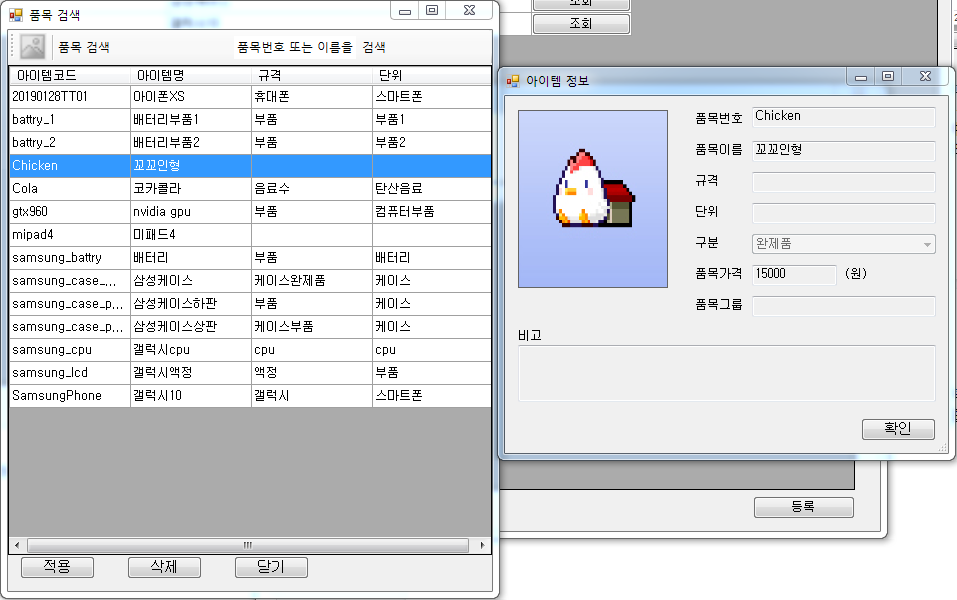 조회
조회
품목 검색
품목 검색 품목번호 또는 이름을 검색
아이템코드 아이템명 규격 단위
20190128TT01 아이폰XS 휴대폰 스마트폰
battry_1 배터리부품1 부품 부품1
battry_2 배터리부품2 부품 부품2
Chicken 꼬꼬인형
Cola 코카콜라 음료수 탄산음료
gtx960 nvidia gpu 부품 컴퓨터부품
mipad4 미패드4
samsung_battry 배터리 부품 배터리
samsung_case_... 삼성케이스 케이스완제품 케이스
samsung_case_p... 삼성케이스하판 부품 케이스
samsung_case_p... 삼성케이스상판 케이스부품 케이스
samsung_cpu 갤럭시cpu cpu cpu
samsung_lcd 갤럭시액정 액정 부품
SamsungPhone 갤럭시10 갤럭시 스마트폰
적용 삭제 닫기
아이템 정보
품목번호 Chicken
품목이름 꼬꼬인형
규격
단위
구분 완제품
품목가격 15000 (원)
품목그룹
비고
확인
등록